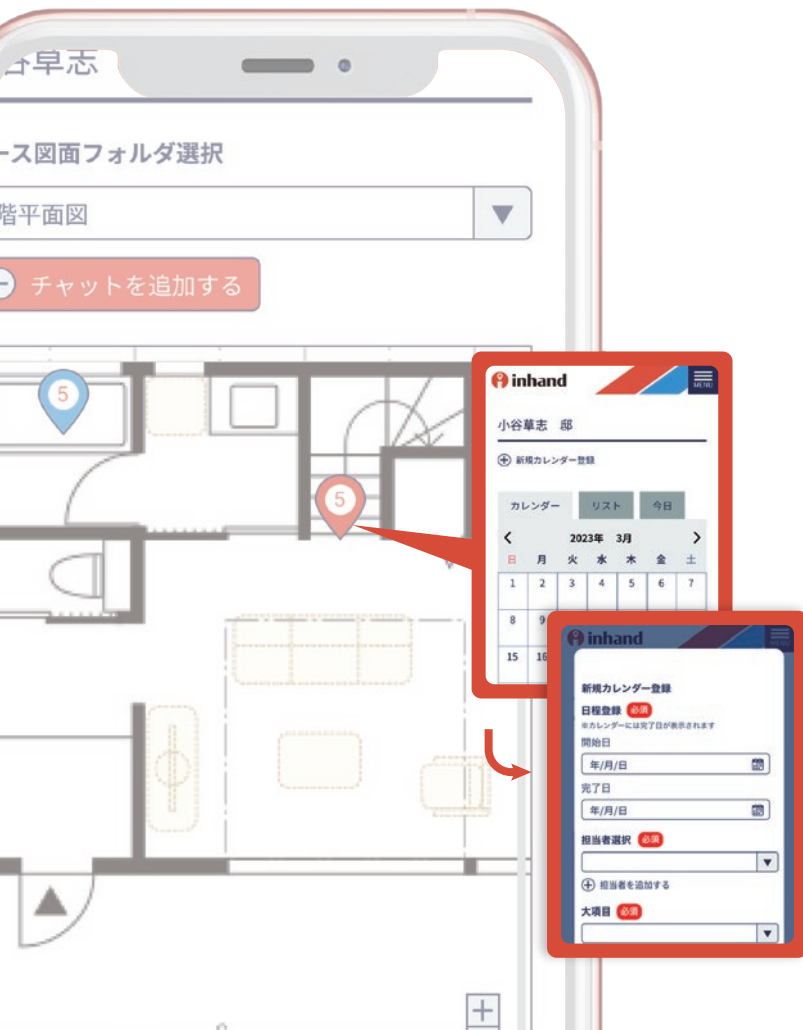 谷草志
ース図面フォルダ選択
階平面図
チャットを追加する
5
5
inhand
MENU
小谷草志 邸
新規カレンダー登録
カレンダー リスト 今日
2023年 3月
日 月 火 水 木 金 土
1 2 3 4 5 6 7
8 9
15 16
inhand
MENU
新規カレンダー登録
日程登録 必須
※カレンダーには完了日が表示されます
開始日
年/月/日
完了日
年/月/日
担当者選択 必須
担当者を追加する
大項目 必須